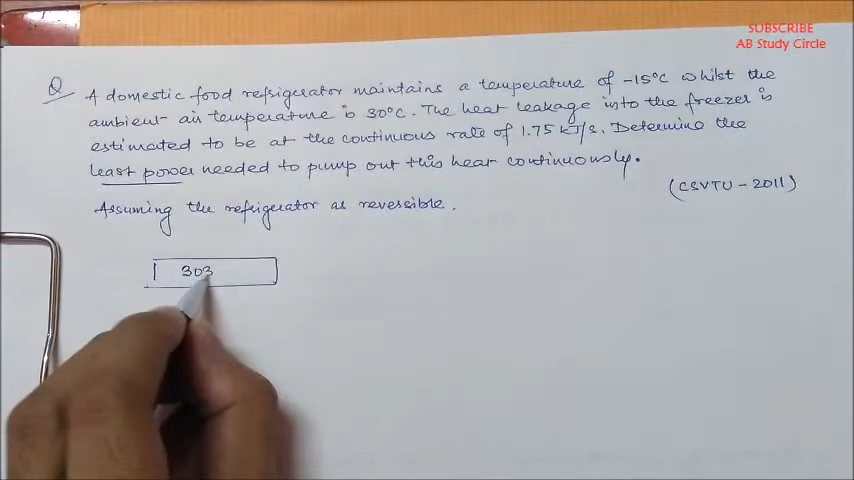 SUBSCRIBE
AB Study Circle
Q A domestic food refrigerator maintains a temperature of -15°C whilst the
ambient air temperature is 30°C. The heat leakage into the freezer is
estimated to be at the continuous rate of 1.75 kJ/s. Determine the
least power needed to pump out this heat continuously.
(CSVTU - 2011)
Assuming the refrigerator as reversible.
303